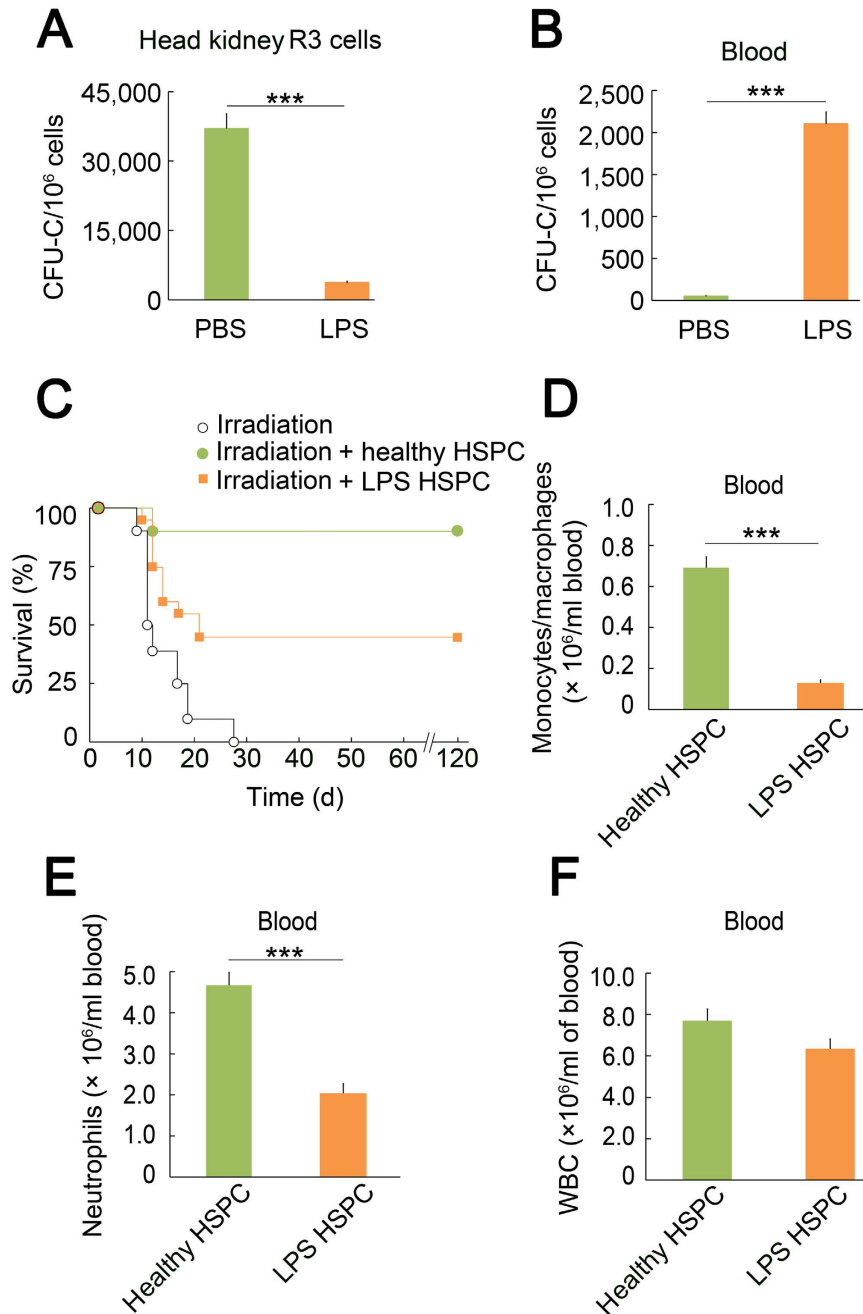 A
Head kidney R3 cells
CFU-C/10⁶ cells
45,000
30,000
15,000
0
***
PBS
LPS
B
Blood
CFU-C/10⁶ cells
2,500
2,000
1,500
1,000
500
0
***
PBS
LPS
C
Irradiation
Irradiation + healthy HSPC
Irradiation + LPS HSPC
Survival (%)
100
75
50
25
0
0 10 20 30 40 50 60 120
Time (d)
D
Blood
Monocytes/macrophages
(× 10⁶/ml blood)
1.0
0.8
0.6
0.4
0.2
0
***
Healthy HSPC
LPS HSPC
E
Blood
Neutrophils (× 10⁶/ml blood)
5.0
4.0
3.0
2.0
1.0
0
***
Healthy HSPC
LPS HSPC
F
Blood
WBC (×10⁶/ml of blood)
10.0
8.0
6.0
4.0
2.0
0
Healthy HSPC
LPS HSPC